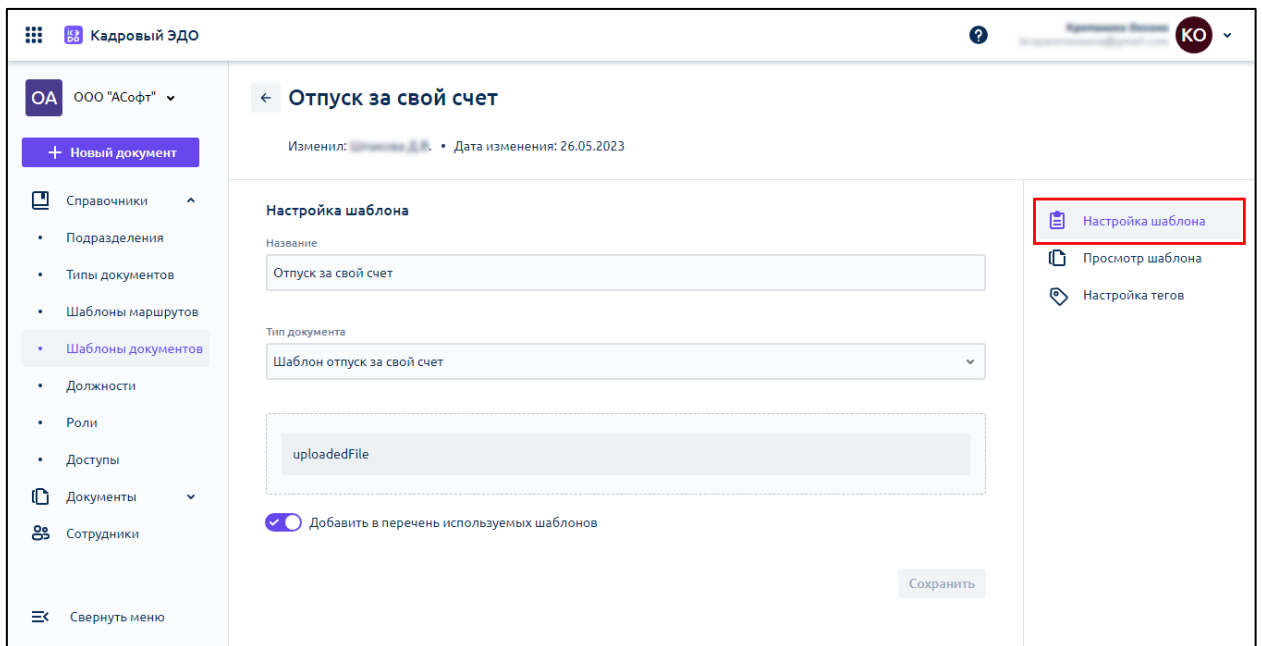 КЭ
ДО
Кадровый ЭДО
?
КО
ОА
ООО "АСофт"
Новый документ
Справочники
Подразделения
Типы документов
Шаблоны маршрутов
Шаблоны документов
Должности
Роли
Доступы
Документы
Сотрудники
Свернуть меню
Отпуск за свой счет
Изменил: • Дата изменения: 26.05.2023
Настройка шаблона
Название
Отпуск за свой счет
Тип документа
Шаблон отпуск за свой счет
uploadedFile
Добавить в перечень используемых шаблонов
Сохранить
Настройка шаблона
Просмотр шаблона
Настройка тегов